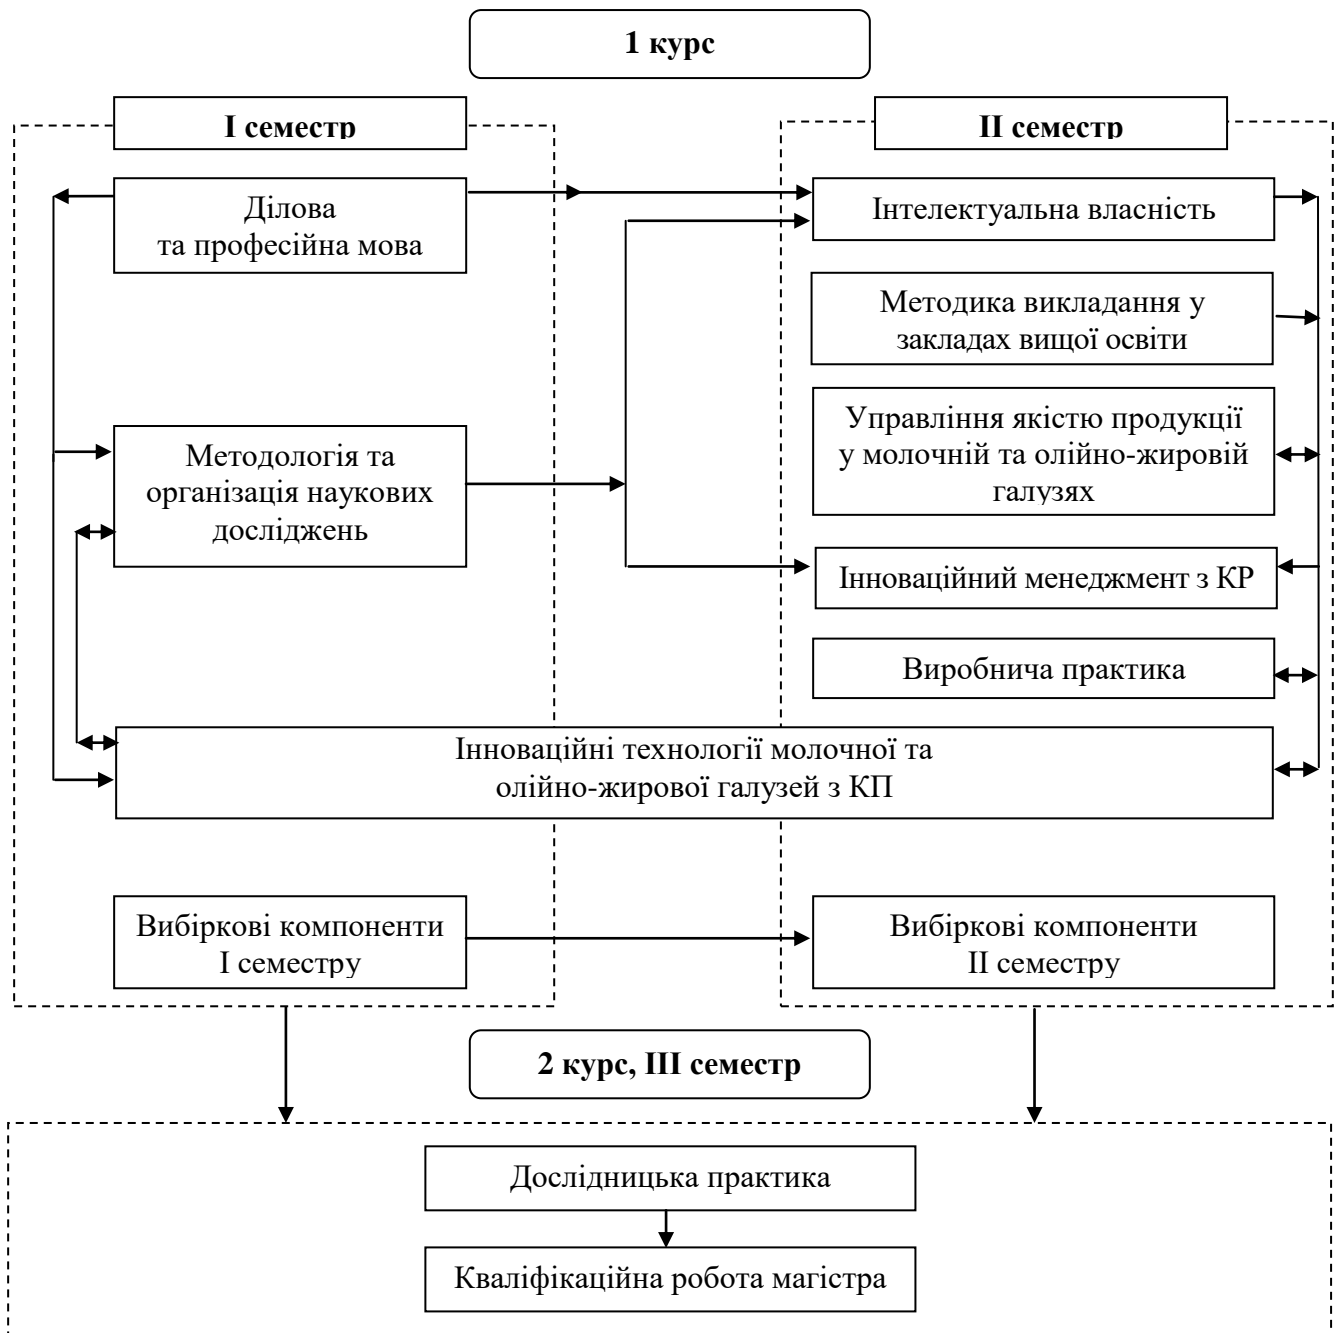 1 курс
І семестр
ІІ семестр
Ділова
та професійна мова
Інтелектуальна власність
Методика викладання у
закладах вищої освіти
Управління якістю продукції
у молочній та олійно-жировій
галузях
Методологія та
організація наукових
досліджень
Інноваційний менеджмент з КР
Виробнича практика
Інноваційні технології молочної та
олійно-жирової галузей з КП
Вибіркові компоненти
І семестру
Вибіркові компоненти
ІІ семестру
2 курс, ІІІ семестр
Дослідницька практика
Кваліфікаційна робота магістра